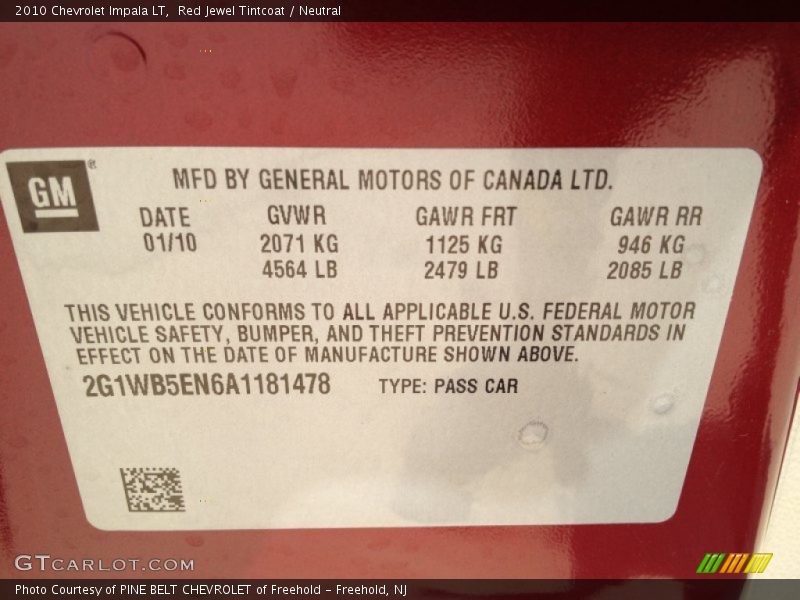 2010 Chevrolet Impala LT,  Red Jewel Tintcoat / Neutral
GM®
MFD BY GENERAL MOTORS OF CANADA LTD.
DATE GVWR GAWR FRT GAWR RR
01/10 2071 KG 1125 KG 946 KG
4564 LB 2479 LB 2085 LB
THIS VEHICLE CONFORMS TO ALL APPLICABLE U.S. FEDERAL MOTOR
VEHICLE SAFETY, BUMPER, AND THEFT PREVENTION STANDARDS IN
EFFECT ON THE DATE OF MANUFACTURE SHOWN ABOVE.
2G1WB5EN6A1181478 TYPE: PASS CAR
GTCARLOT.COM
Photo Courtesy of PINE BELT CHEVROLET of Freehold - Freehold, NJ